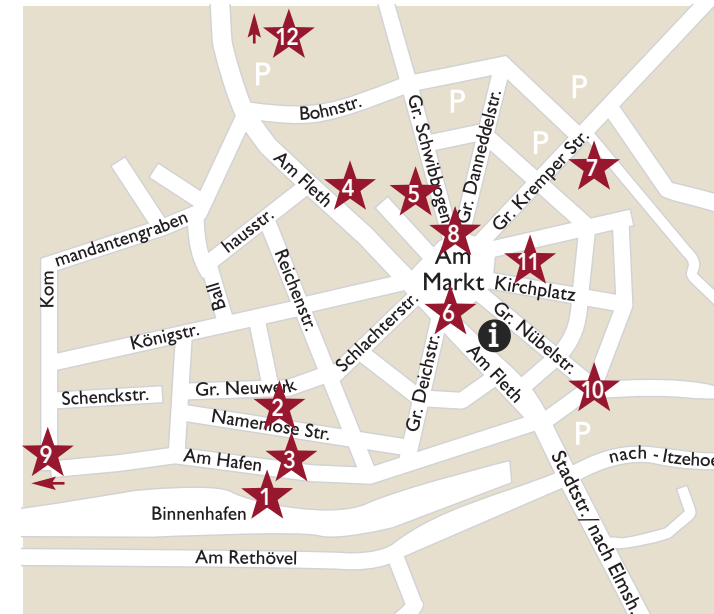 12
P
P
P
Bohnstr.
Gr. Schwibbogen
Gr. Danneddelstr.
P
Gr. Kremper Str.
7
Am Fleth
4
5
8
mandantengraben
hausstr.
Am
Markt
11
Kirchplatz
Kom
Ball
Reichenstr.
6
i
Gr. Nübelstr.
Königstr.
Schlachterstr.
Gr. Deichstr.
Am Fleth
10
Schenckstr.
Gr. Neuwerk
2
Namenlose Str.
P
9
Am Hafen
3
nach - Itzehoe
1
Binnenhafen
Stadtstr./ nach Elmsh.
Am Rethövel